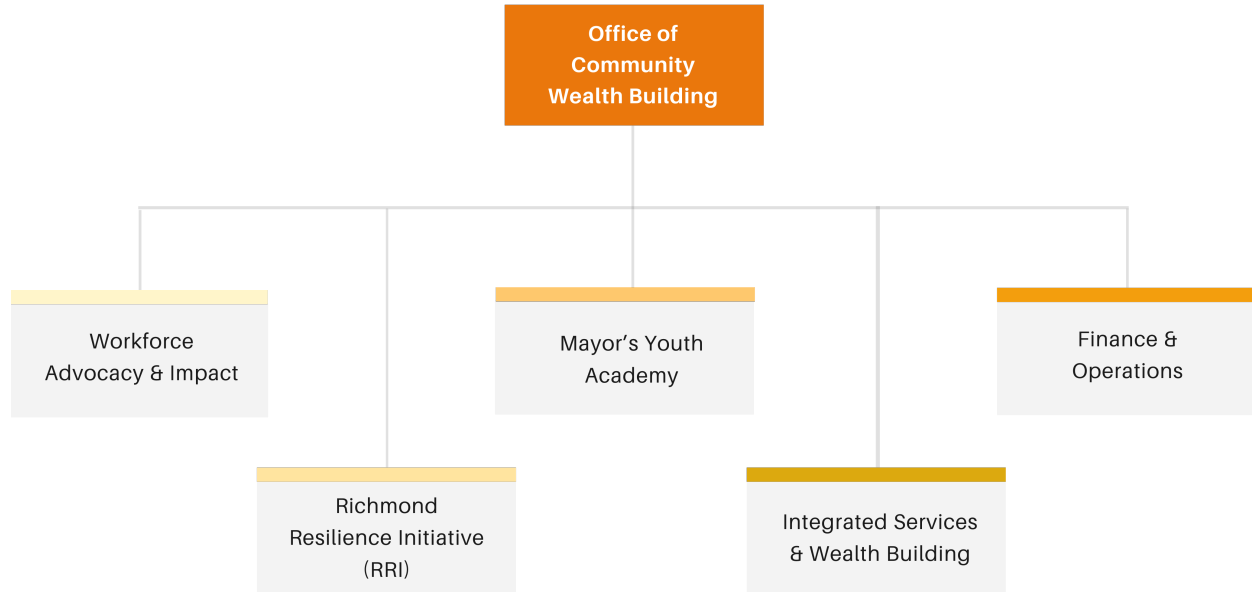 Office of
Community
Wealth Building
Workforce
Advocacy & Impact
Mayor’s Youth
Academy
Finance &
Operations
Richmond
Resilience Initiative
(RRI)
Integrated Services
& Wealth Building